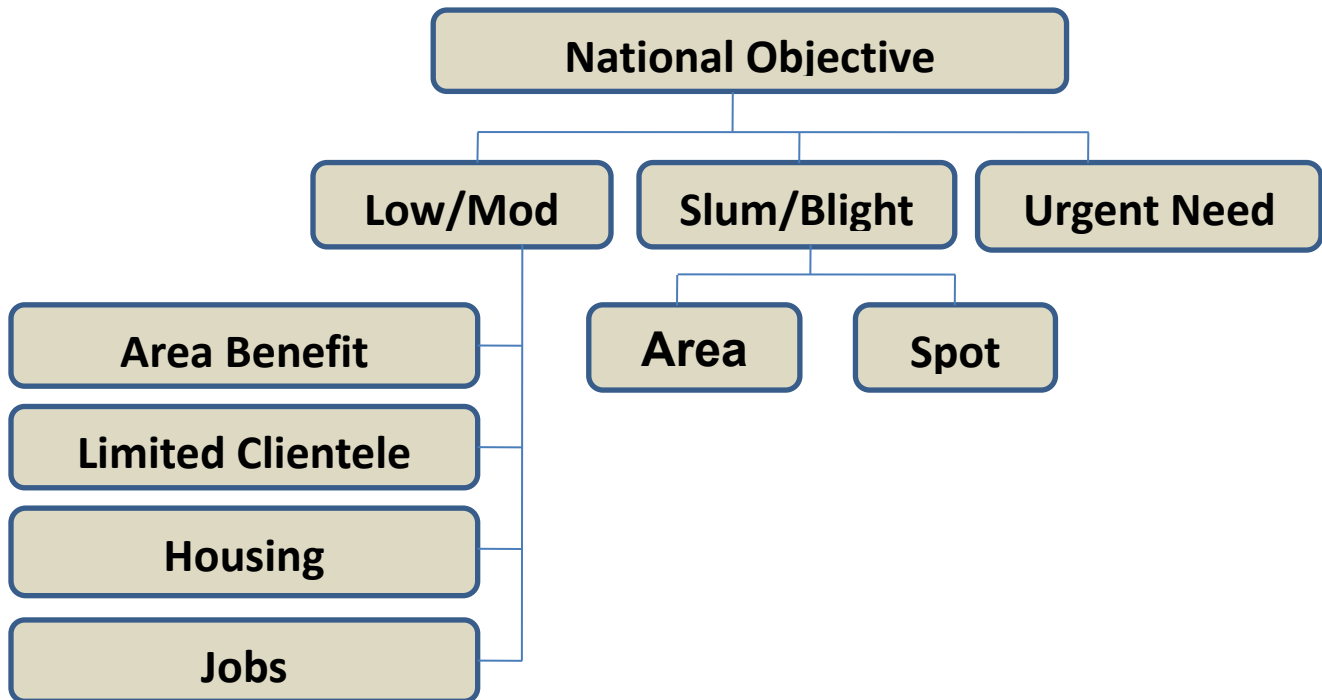 National Objective
Low/Mod
Slum/Blight
Urgent Need
Area Benefit
Limited Clientele
Housing
Jobs
Area
Spot